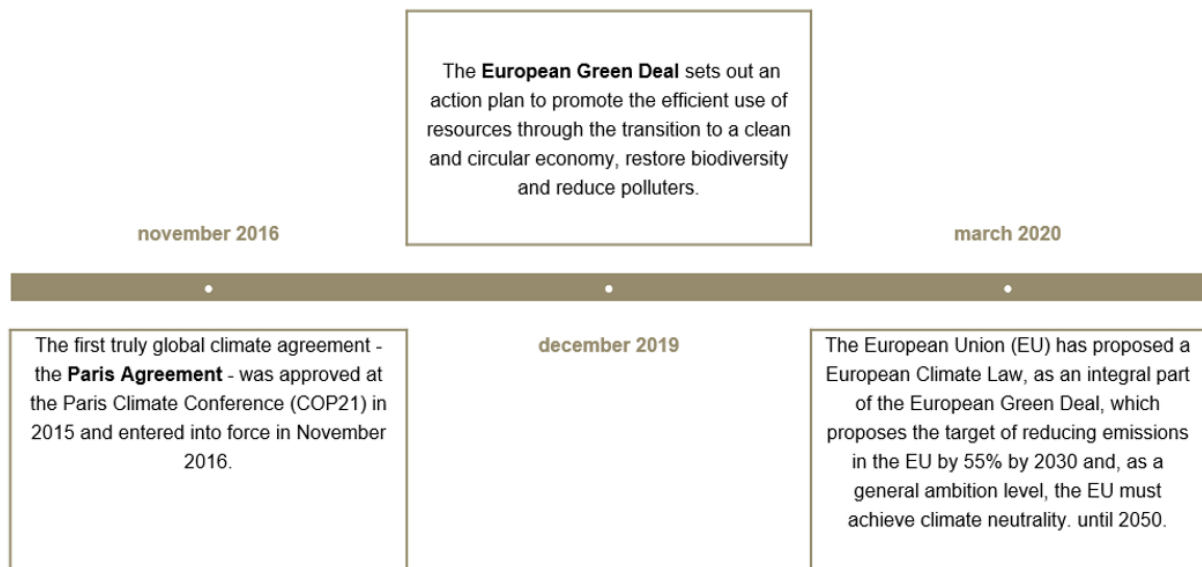 The European Green Deal sets out an
action plan to promote the efficient use of
resources through the transition to a clean
and circular economy, restore biodiversity
and reduce polluters.
november 2016
march 2020
The first truly global climate agreement -
the Paris Agreement - was approved at
the Paris Climate Conference (COP21) in
2015 and entered into force in November
2016.
december 2019
The European Union (EU) has proposed a
European Climate Law, as an integral part
of the European Green Deal, which
proposes the target of reducing emissions
in the EU by 55% by 2030 and, as a
general ambition level, the EU must
achieve climate neutrality. until 2050.